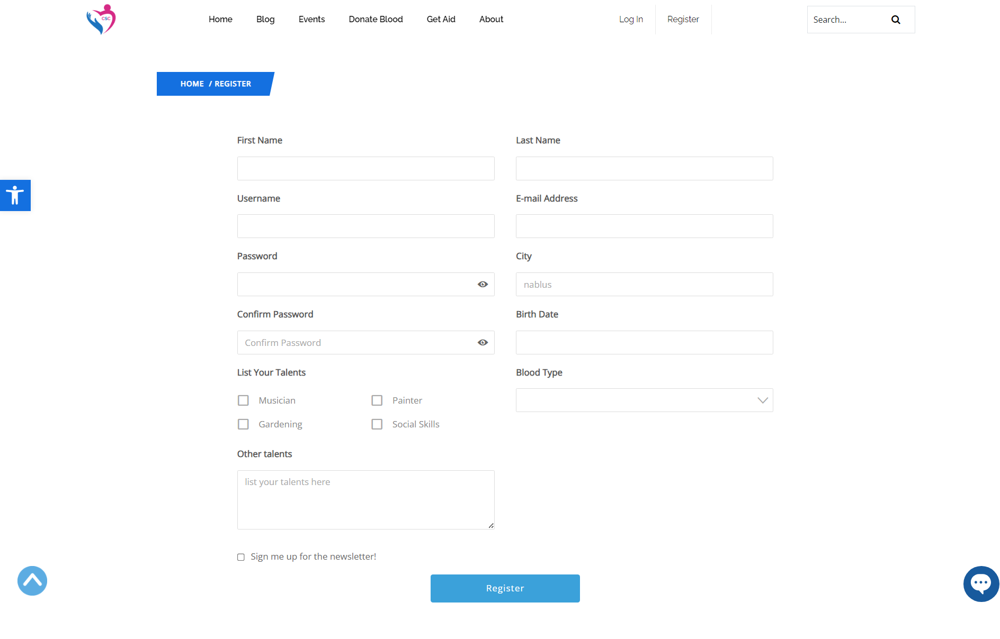 CSC
Home Blog Events Donate Blood Get Aid About Log In Register Search...
HOME / REGISTER
First Name Last Name
Username E-mail Address
Password City
nablus
Confirm Password Birth Date
Confirm Password
List Your Talents Blood Type
Musician Painter
Gardening Social Skills
Other talents
list your talents here
Sign me up for the newsletter!
Register